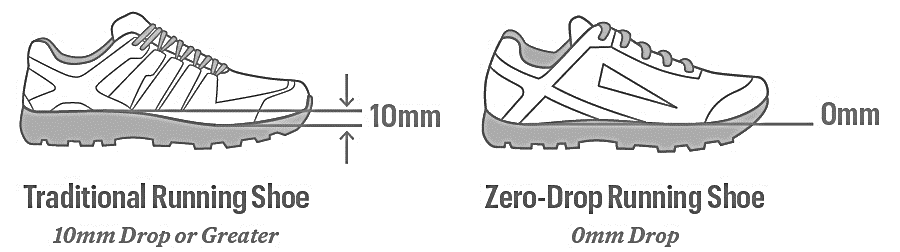 10mm
0mm
Traditional Running Shoe
Zero-Drop Running Shoe
10mm Drop or Greater
0mm Drop